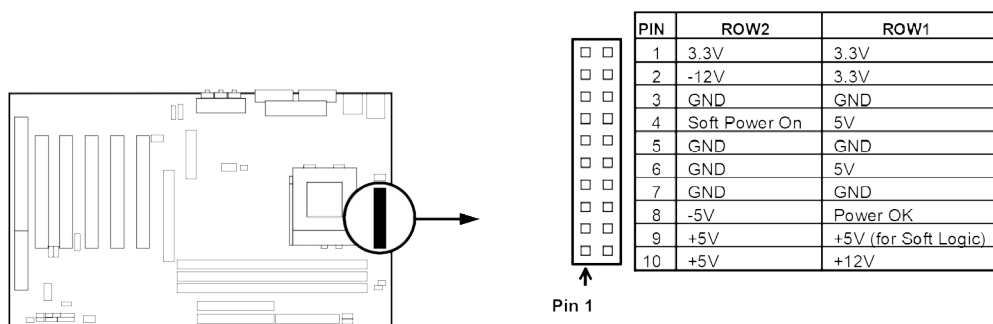 PIN ROW2 ROW1
1 3.3V 3.3V
2 -12V 3.3V
3 GND GND
4 Soft Power On 5V
5 GND GND
6 GND 5V
7 GND GND
8 -5V Power OK
9 +5V +5V (for Soft Logic)
10 +5V +12V
Pin 1